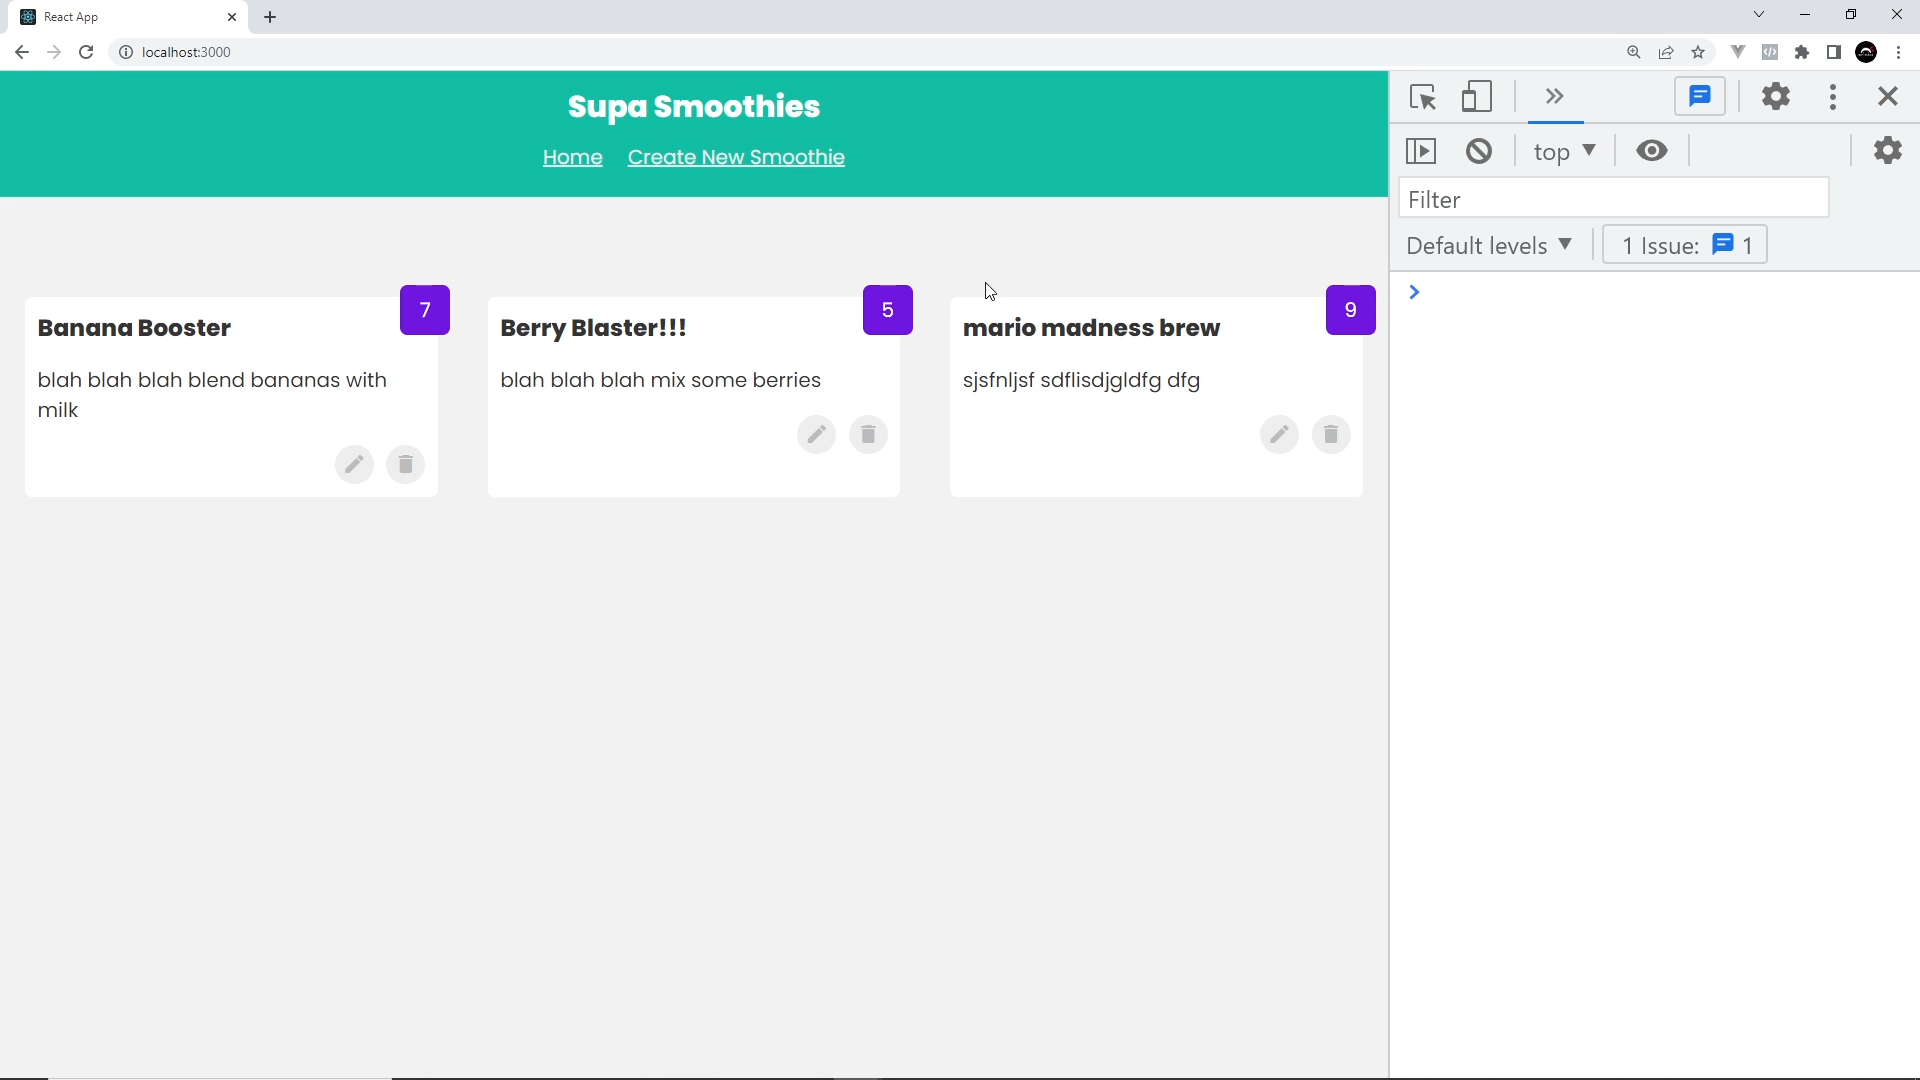 React App
localhost:3000
Supa Smoothies
Home Create New Smoothie
top
Filter
Default levels 1 Issue: 1
7
Banana Booster
blah blah blah blend bananas with
milk
5
Berry Blaster!!!
blah blah blah mix some berries
9
mario madness brew
sjsfnljsf sdflisdjgldfg dfg